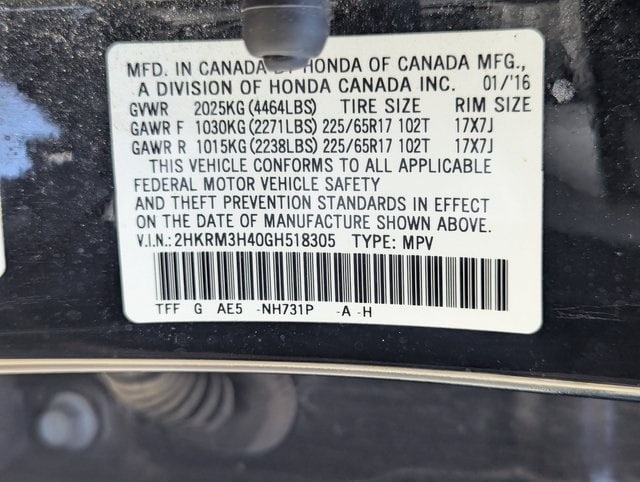 MFD. IN CANADA BY HONDA OF CANADA MFG.,
A DIVISION OF HONDA CANADA INC. 01/'16
GVWR 2025KG (4464LBS) TIRE SIZE RIM SIZE
GAWR F 1030KG (2271LBS) 225/65R17 102T 17X7J
GAWR R 1015KG (2238LBS) 225/65R17 102T 17X7J
THIS VEHICLE CONFORMS TO ALL APPLICABLE
FEDERAL MOTOR VEHICLE SAFETY
AND THEFT PREVENTION STANDARDS IN EFFECT
ON THE DATE OF MANUFACTURE SHOWN ABOVE.
V.I.N.: 2HKRM3H40GH518305 TYPE: MPV
TFF G AE5 -NH731P -A -H